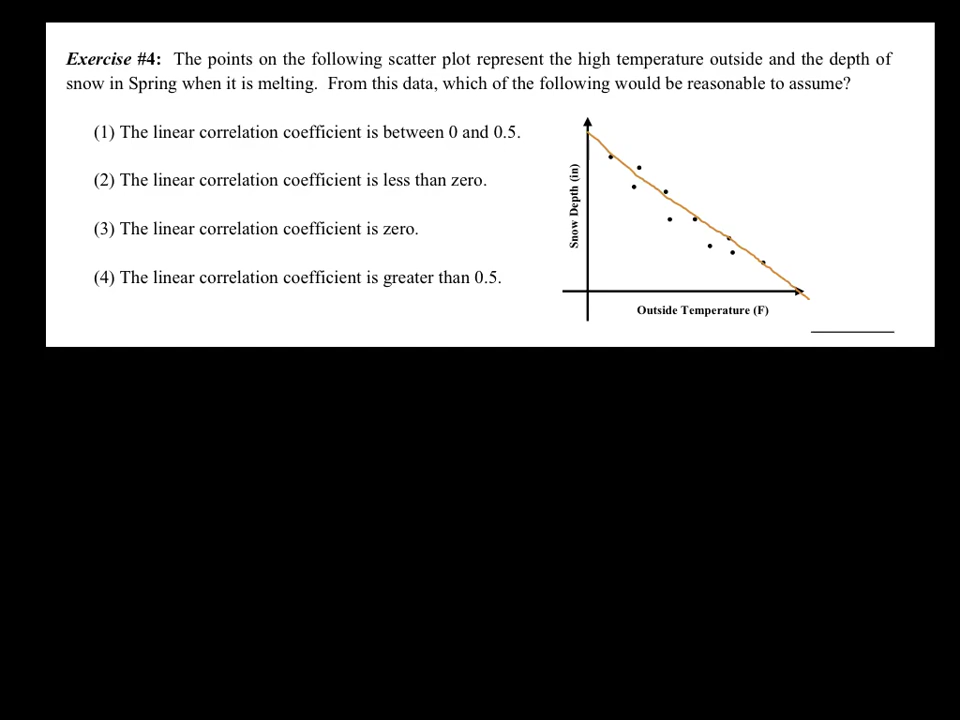 Exercise #4: The points on the following scatter plot represent the high temperature outside and the depth of
snow in Spring when it is melting. From this data, which of the following would be reasonable to assume?
(1) The linear correlation coefficient is between 0 and 0.5.
(2) The linear correlation coefficient is less than zero.
(3) The linear correlation coefficient is zero.
(4) The linear correlation coefficient is greater than 0.5.
Snow Depth (in)
Outside Temperature (F)